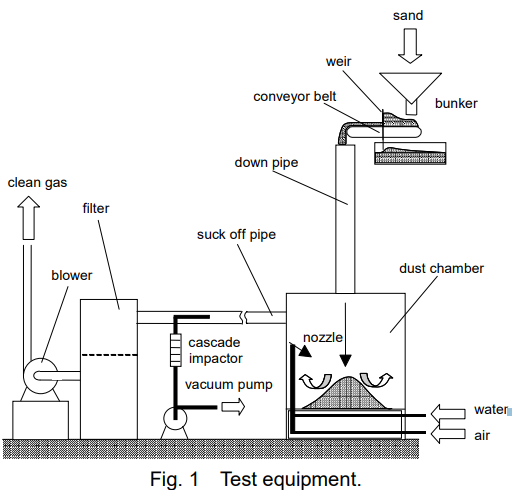 sand
weir
conveyor belt
bunker
down pipe
clean gas
filter
suck off pipe
blower
dust chamber
nozzle
cascade
impactor
vacuum pump
water
air
Fig. 1 Test equipment.